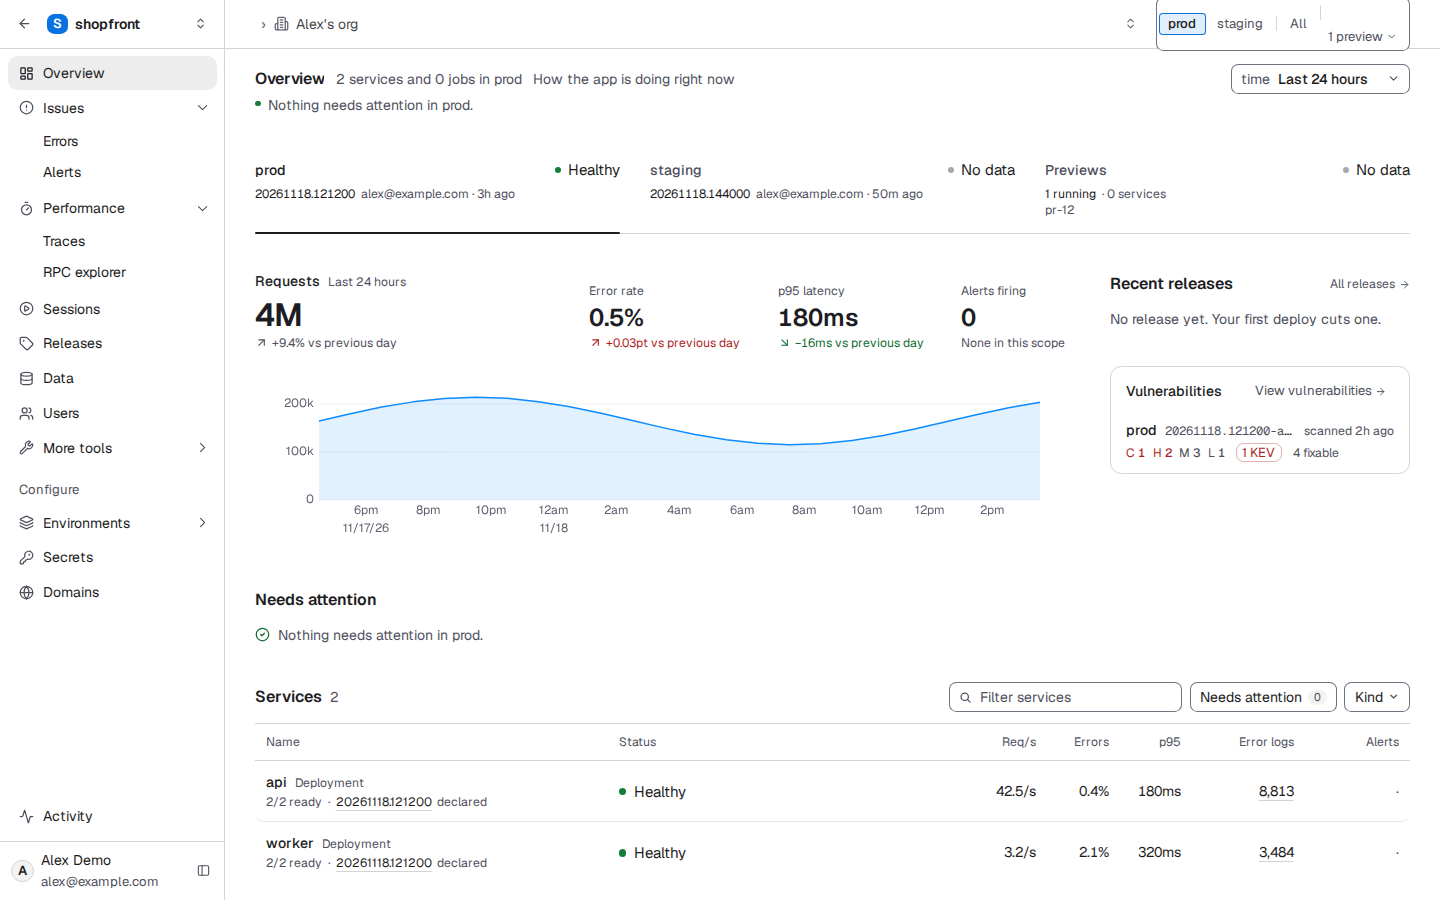 S shopfront
Alex's org
prod staging All 1 preview
Overview
Issues
Errors
Alerts
Performance
Traces
RPC explorer
Sessions
Releases
Data
Users
More tools
Configure
Environments
Secrets
Domains
Activity
A Alex Demo
alex@example.com
Overview 2 services and 0 jobs in prod How the app is doing right now
time Last 24 hours
Nothing needs attention in prod.
prod Healthy
20261118.121200 alex@example.com · 3h ago
staging No data
20261118.144000 alex@example.com · 50m ago
Previews No data
1 running · 0 services
pr-12
Requests Last 24 hours
4M
+9.4% vs previous day
Error rate
0.5%
+0.03pt vs previous day
p95 latency
180ms
−16ms vs previous day
Alerts firing
0
None in this scope
200k
100k
0
6pm 8pm 10pm 12am 2am 4am 6am 8am 10am 12pm 2pm
11/17/26 11/18
Recent releases All releases →
No release yet. Your first deploy cuts one.
Vulnerabilities View vulnerabilities →
prod 20261118.121200-a… scanned 2h ago
C 1 H 2 M 3 L 1 1 KEV 4 fixable
Needs attention
Nothing needs attention in prod.
Services 2
Filter services Needs attention 0 Kind
Name Status Req/s Errors p95 Error logs Alerts
api Deployment
2/2 ready · 20261118.121200 declared
Healthy 42.5/s 0.4% 180ms 8,813 ·
worker Deployment
2/2 ready · 20261118.121200 declared
Healthy 3.2/s 2.1% 320ms 3,484 ·